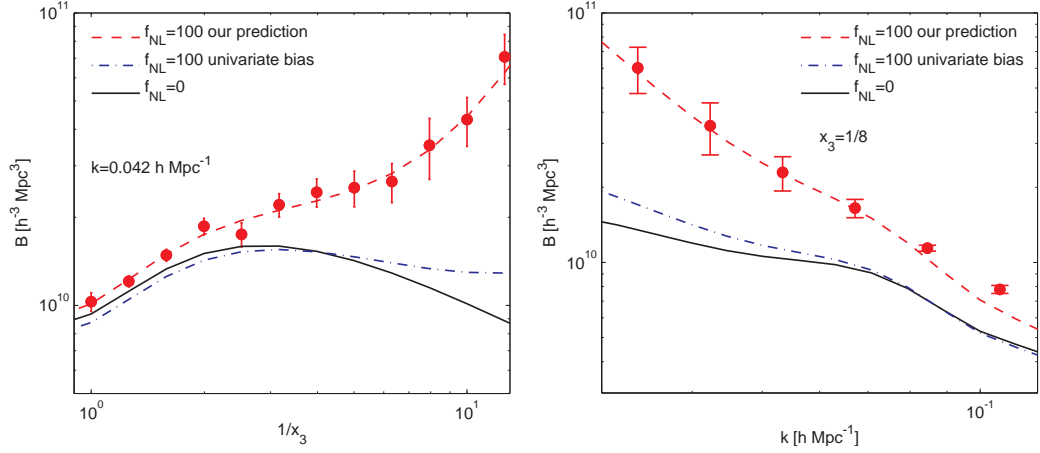 10^11
f_NL=100 our prediction
f_NL=100 univariate bias
f_NL=0
k=0.042 h Mpc^-1
B [h^-3 Mpc^3]
10^10
10^0
10^1
1/x_3
10^11
f_NL=100 our prediction
f_NL=100 univariate bias
f_NL=0
x_3=1/8
B [h^-3 Mpc^3]
10^10
10^-1
k [h Mpc^-1]